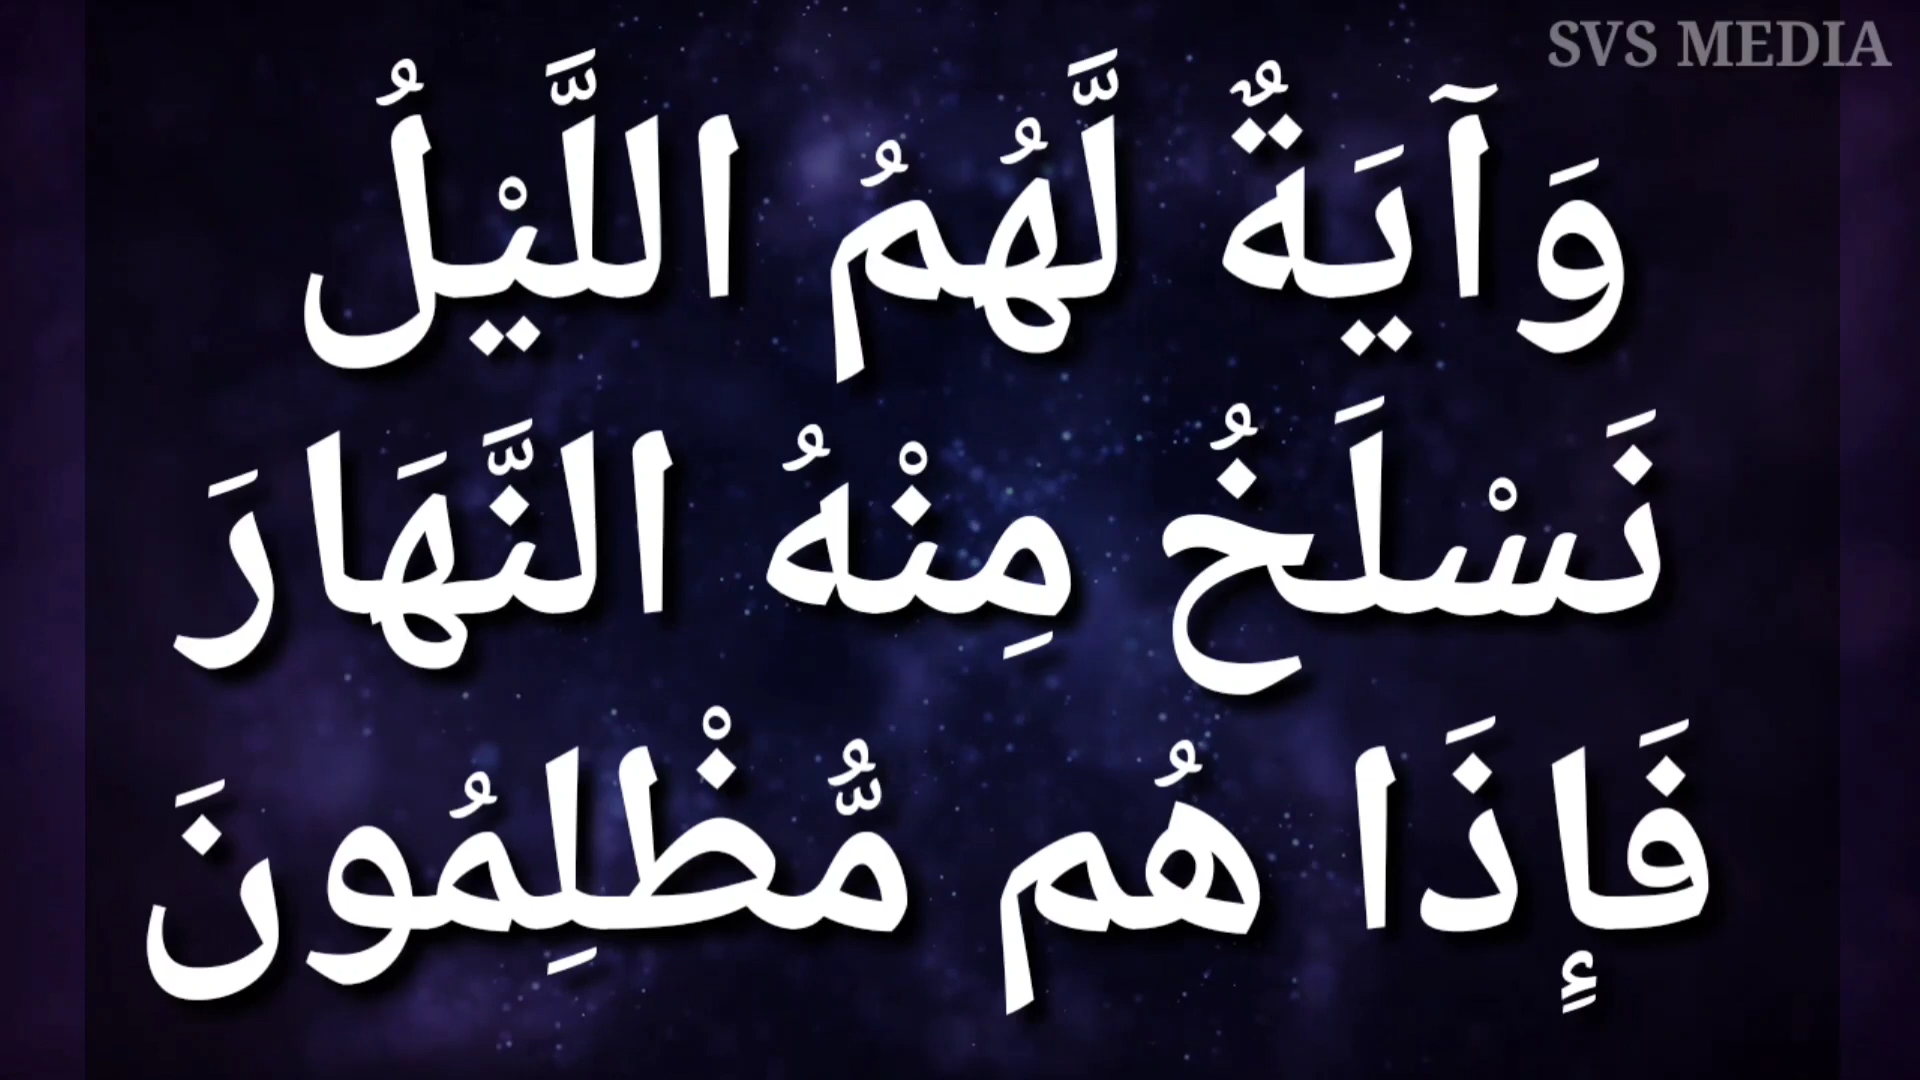 SVS MEDIA
وَآيَةٌ لَّهُمُ اللَّيْلُ
نَسْلَخُ مِنْهُ النَّهَارَ
فَإِذَا هُم مُّظْلِمُونَ